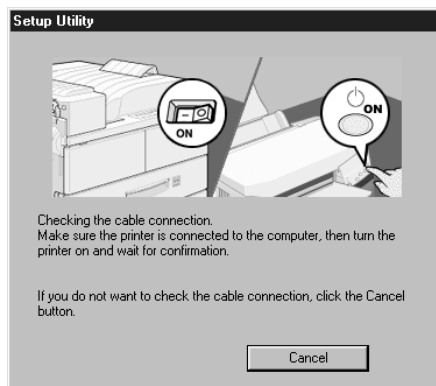 Setup Utility
ON
ON
Checking the cable connection.
Make sure the printer is connected to the computer, then turn the
printer on and wait for confirmation.
If you do not want to check the cable connection, click the Cancel
button.
Cancel